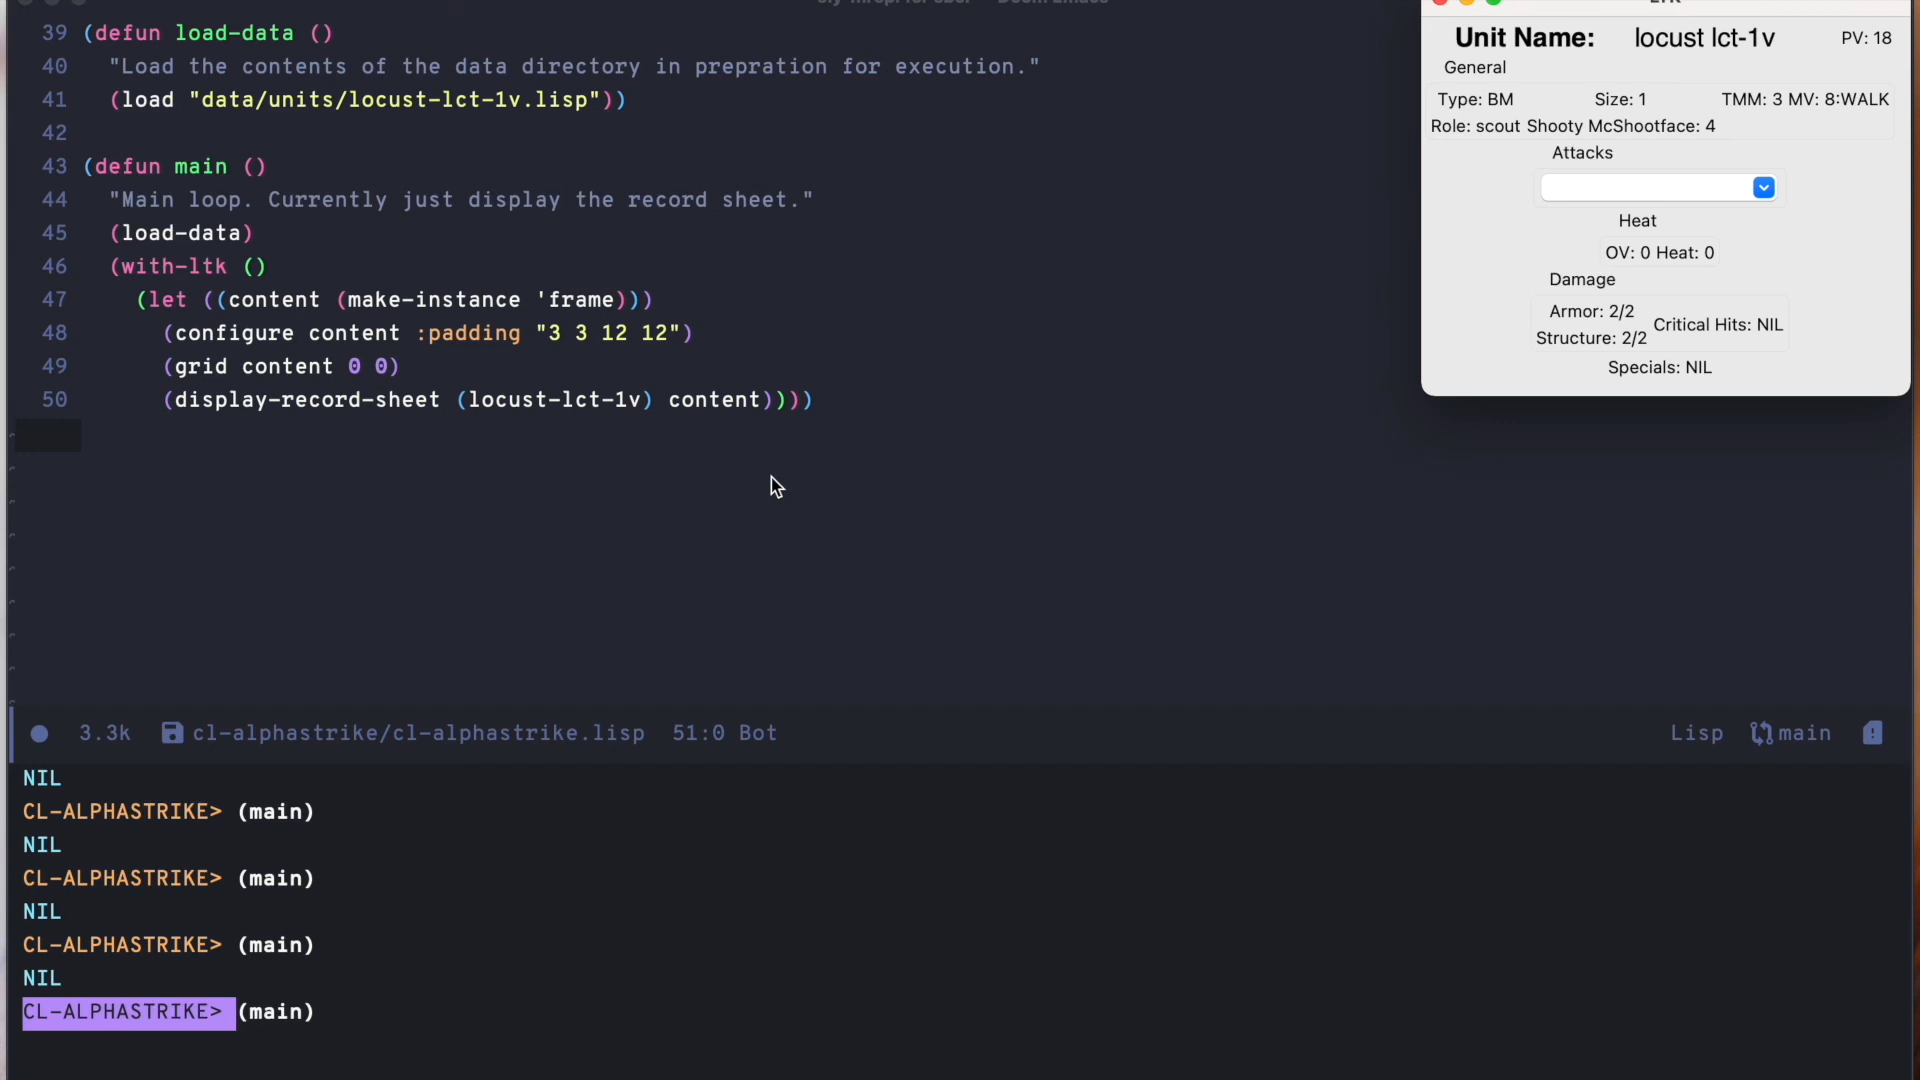 39 (defun load-data ()
40 "Load the contents of the data directory in prepration for execution."
41 (load "data/units/locust-lct-1v.lisp"))
42
43 (defun main ()
44 "Main loop. Currently just display the record sheet."
45 (load-data)
46 (with-ltk ()
47 (let ((content (make-instance 'frame)))
48 (configure content :padding "3 3 12 12")
49 (grid content 0 0)
50 (display-record-sheet (locust-lct-1v) content))))
3.3k cl-alphastrike/cl-alphastrike.lisp 51:0 Bot Lisp main
NIL
CL-ALPHASTRIKE> (main)
NIL
CL-ALPHASTRIKE> (main)
NIL
CL-ALPHASTRIKE> (main)
NIL
CL-ALPHASTRIKE> (main)
Unit Name: locust lct-1v PV: 18
General
Type: BM Size: 1 TMM: 3 MV: 8:WALK
Role: scout Shooty McShootface: 4
Attacks
Heat
OV: 0 Heat: 0
Damage
Armor: 2/2
Structure: 2/2
Critical Hits: NIL
Specials: NIL